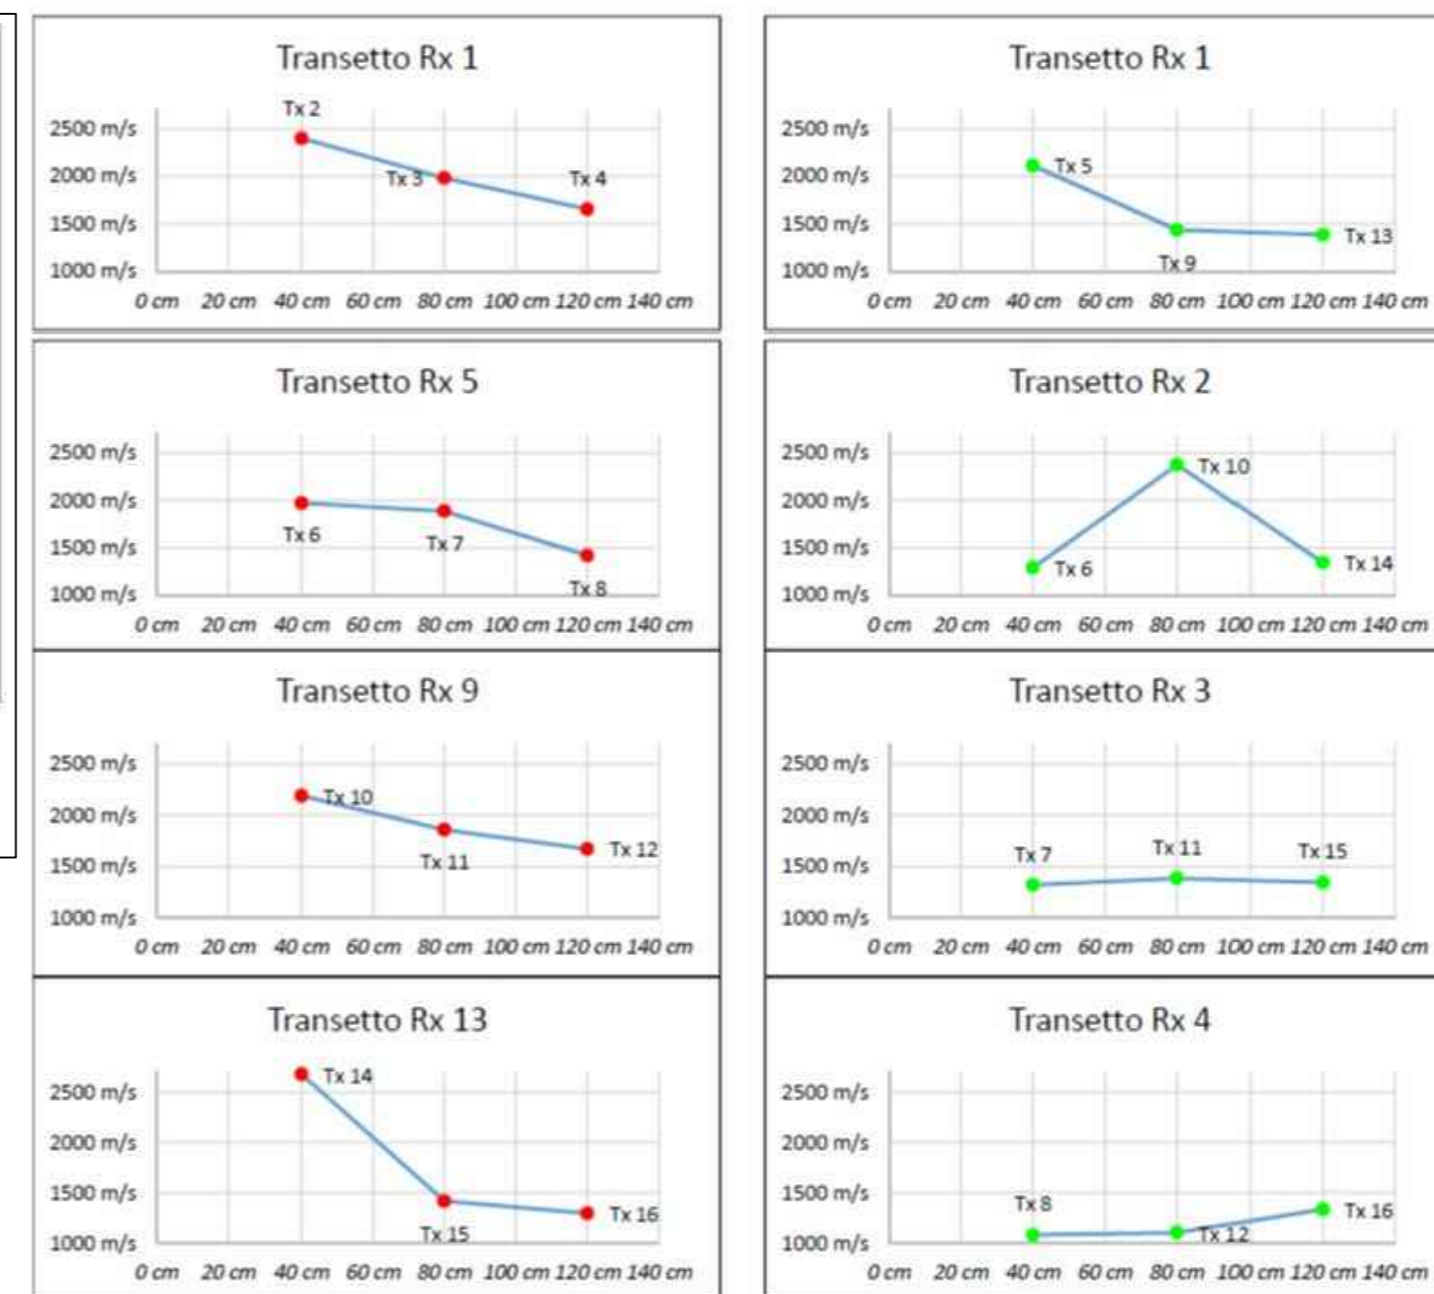 Transetto Rx 1
Tx 2
2500 m/s
2000 m/s
Tx 3
Tx 4
1500 m/s
1000 m/s
0 cm 20 cm 40 cm 60 cm 80 cm 100 cm 120 cm 140 cm
Transetto Rx 1
2500 m/s
2000 m/s
Tx 5
1500 m/s
Tx 13
Tx 9
1000 m/s
0 cm 20 cm 40 cm 60 cm 80 cm 100 cm 120 cm 140 cm
Transetto Rx 5
2500 m/s
2000 m/s
Tx 6
Tx 7
1500 m/s
Tx 8
1000 m/s
0 cm 20 cm 40 cm 60 cm 80 cm 100 cm 120 cm 140 cm
Transetto Rx 2
2500 m/s
Tx 10
2000 m/s
1500 m/s
Tx 14
Tx 6
1000 m/s
0 cm 20 cm 40 cm 60 cm 80 cm 100 cm 120 cm 140 cm
Transetto Rx 9
2500 m/s
Tx 10
2000 m/s
Tx 11
Tx 12
1500 m/s
1000 m/s
0 cm 20 cm 40 cm 60 cm 80 cm 100 cm 120 cm 140 cm
Transetto Rx 3
2500 m/s
2000 m/s
Tx 7
Tx 11
Tx 15
1500 m/s
1000 m/s
0 cm 20 cm 40 cm 60 cm 80 cm 100 cm 120 cm 140 cm
Transetto Rx 13
Tx 14
2500 m/s
2000 m/s
1500 m/s
Tx 16
Tx 15
1000 m/s
0 cm 20 cm 40 cm 60 cm 80 cm 100 cm 120 cm 140 cm
Transetto Rx 4
2500 m/s
2000 m/s
1500 m/s
Tx 8
Tx 16
Tx 12
1000 m/s
0 cm 20 cm 40 cm 60 cm 80 cm 100 cm 120 cm 140 cm